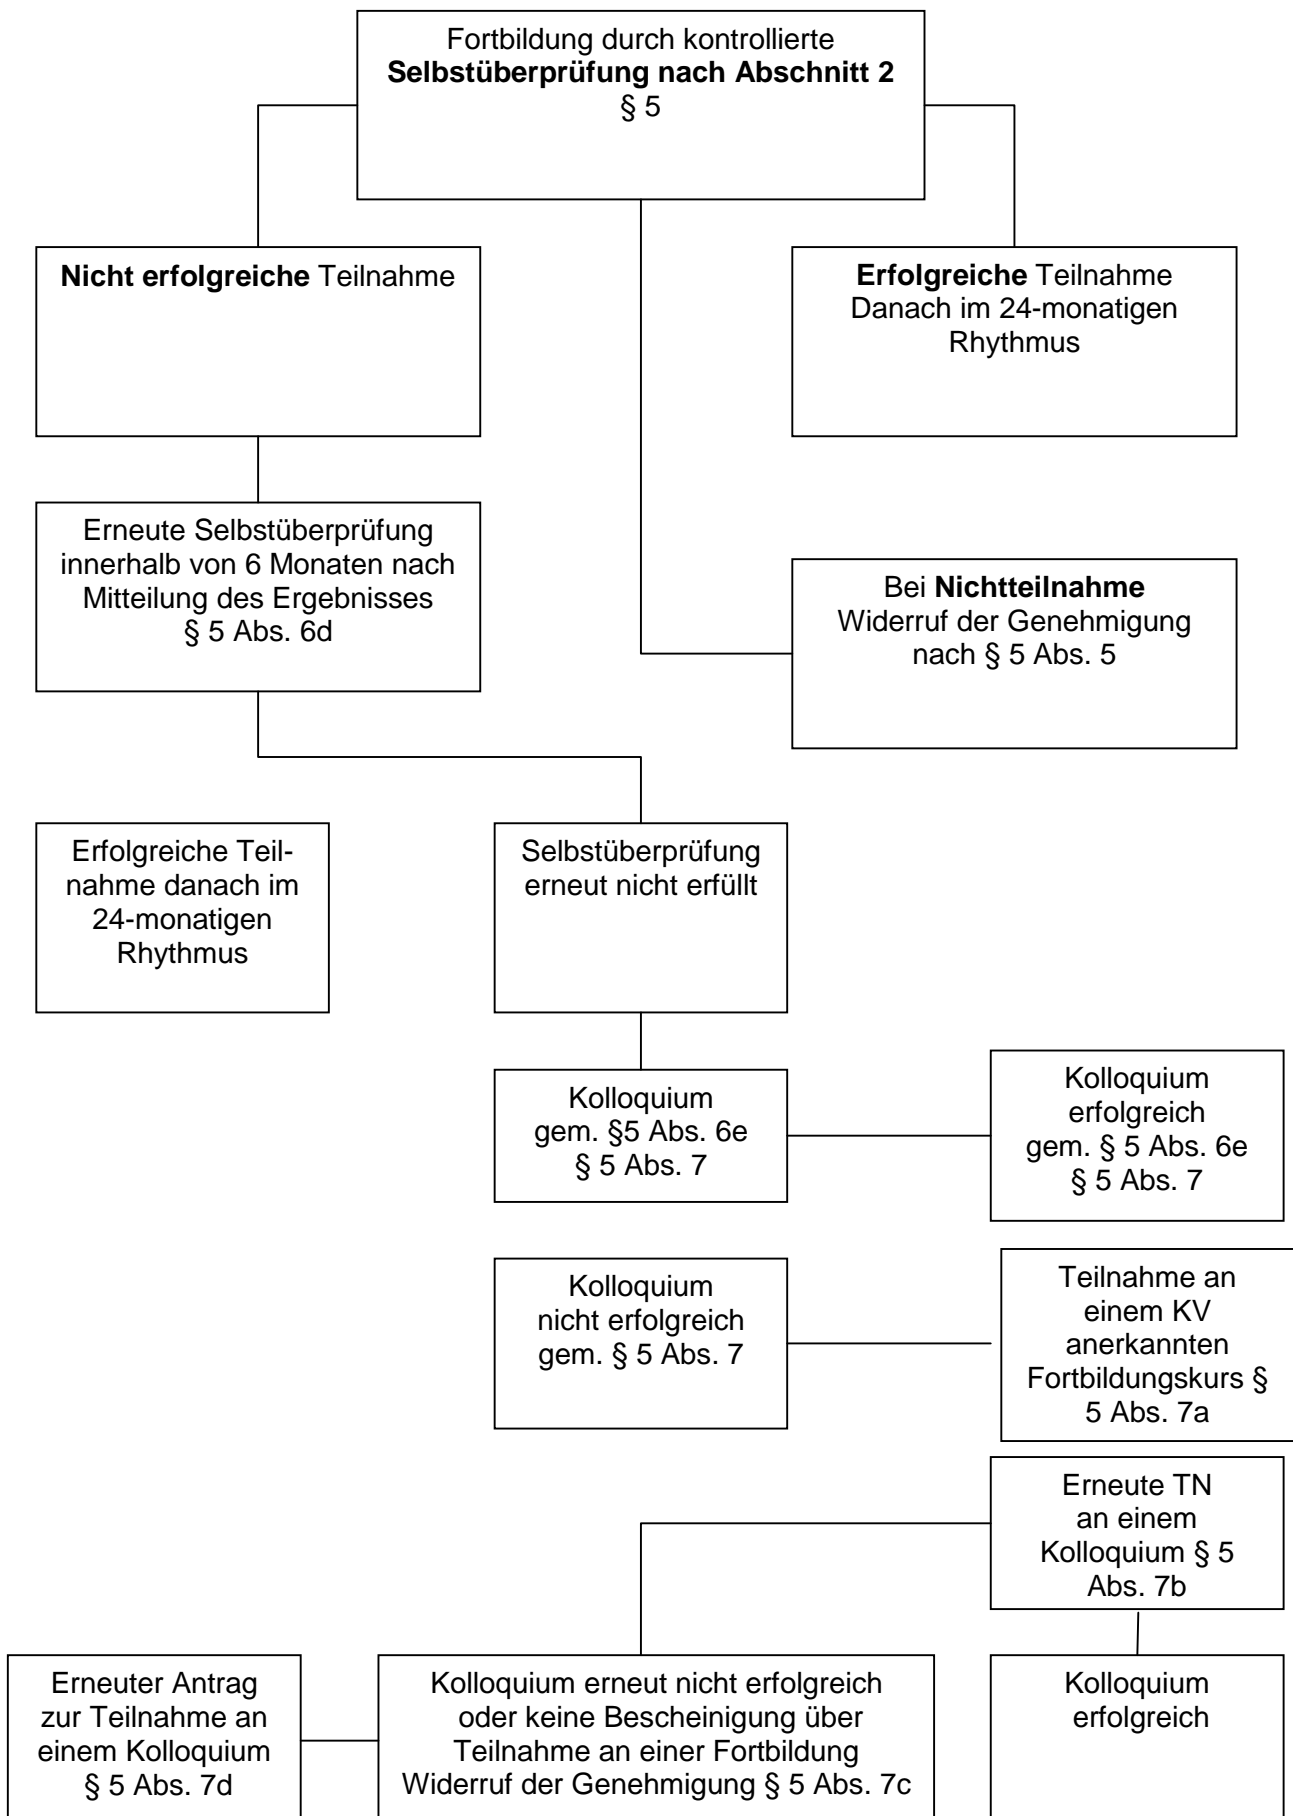 Fortbildung durch kontrollierte
Selbstüberprüfung nach Abschnitt 2
§ 5
Nicht erfolgreiche Teilnahme
Erfolgreiche Teilnahme
Danach im 24-monatigen
Rhythmus
Erneute Selbstüberprüfung
innerhalb von 6 Monaten nach
Mitteilung des Ergebnisses
§ 5 Abs. 6d
Bei Nichtteilnahme
Widerruf der Genehmigung
nach § 5 Abs. 5
Erfolgreiche Teil-
nahme danach im
24-monatigen
Rhythmus
Selbstüberprüfung
erneut nicht erfüllt
Kolloquium
gem. §5 Abs. 6e
§ 5 Abs. 7
Kolloquium
erfolgreich
gem. § 5 Abs. 6e
§ 5 Abs. 7
Kolloquium
nicht erfolgreich
gem. § 5 Abs. 7
Teilnahme an
einem KV
anerkannten
Fortbildungskurs §
5 Abs. 7a
Erneute TN
an einem
Kolloquium § 5
Abs. 7b
Erneuter Antrag
zur Teilnahme an
einem Kolloquium
§ 5 Abs. 7d
Kolloquium erneut nicht erfolgreich
oder keine Bescheinigung über
Teilnahme an einer Fortbildung
Widerruf der Genehmigung § 5 Abs. 7c
Kolloquium
erfolgreich